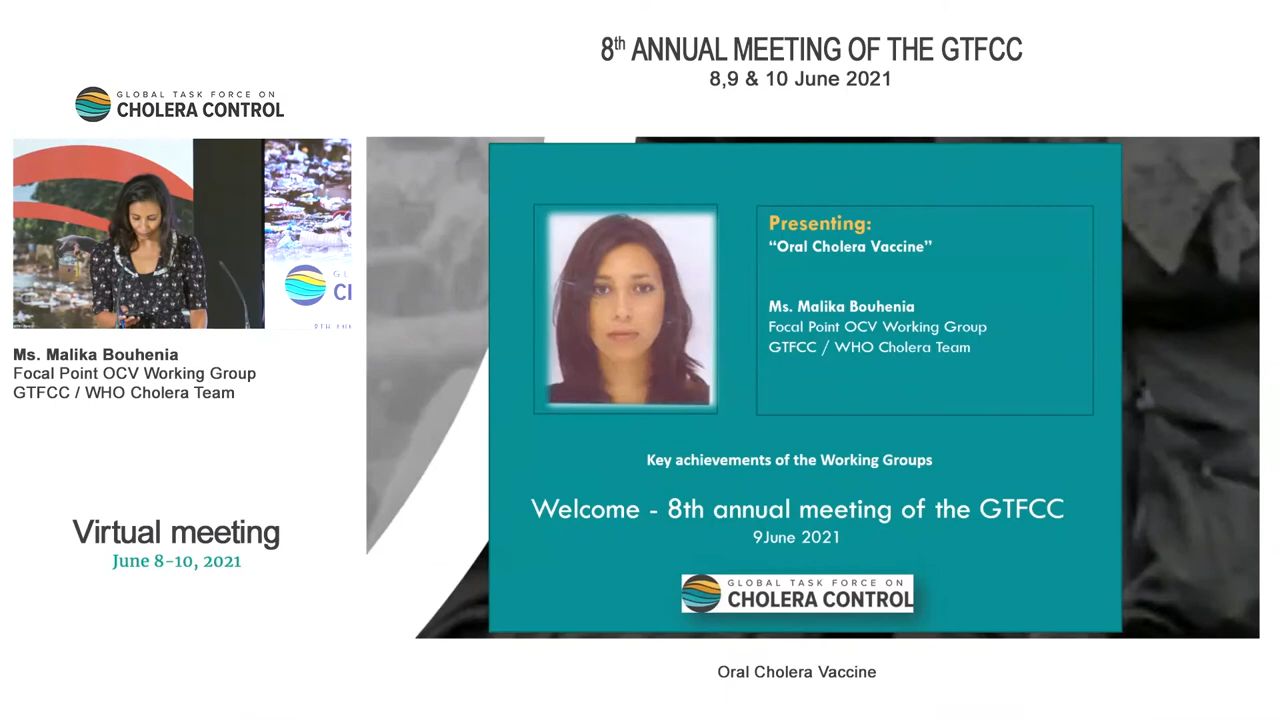 8th ANNUAL MEETING OF THE GTFCC
8,9 & 10 June 2021
GLOBAL TASK FORCE ON
CHOLERA CONTROL
Ms. Malika Bouhenia
Focal Point OCV Working Group
GTFCC / WHO Cholera Team
Virtual meeting
June 8-10, 2021
Presenting:
“Oral Cholera Vaccine”
Ms. Malika Bouhenia
Focal Point OCV Working Group
GTFCC / WHO Cholera Team
Key achievements of the Working Groups
Welcome - 8th annual meeting of the GTFCC
9June 2021
GLOBAL TASK FORCE ON
CHOLERA CONTROL
Oral Cholera Vaccine